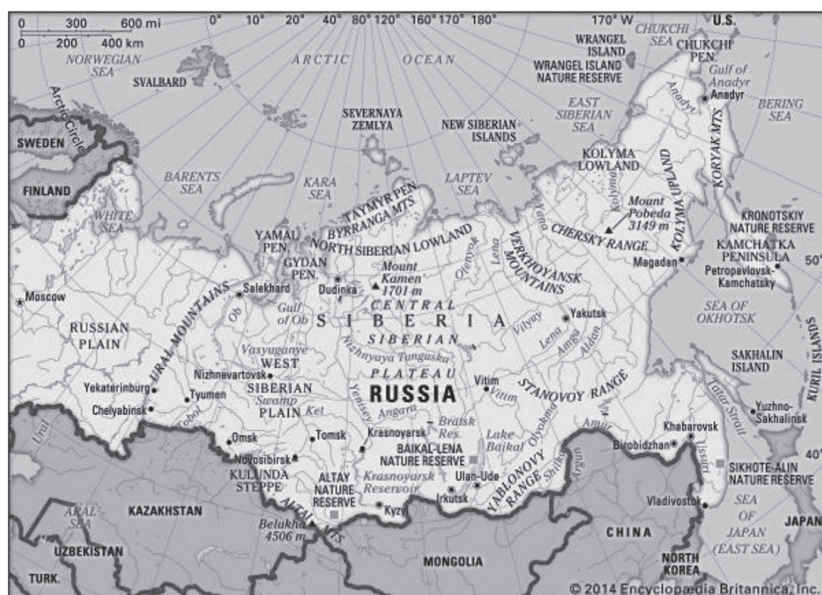 0 300 600 mi
0 200 400 km
0° 20° 40° 80° 120° 160° 170° 180°
170° W
U.S.
NORWEGIAN
SEA
SVALBARD
ARCTIC OCEAN
WRANGEL
ISLAND
WRANGEL ISLAND
NATURE RESERVE
CHUKCHI
SEA
CHUKCHI
PEN.
Gulf of
Anadyr
Anadyr
Anadyr
BERING
SEA
Arctic Circle
SWEDEN
FINLAND
SEVERNAYA
ZEMLYA
NEW SIBERIAN
ISLANDS
EAST
SIBERIAN
SEA
KORYAK MTS.
BARENTS
SEA
KARA
SEA
LAPTEV
SEA
KOLYMA
LOWLAND
Kolyma
KOLYMA UPLAND
WHITE
SEA
TAYMYR PEN.
BYRRANGA MTS.
Yana
Mount
Pobeda
3149 m
CHERSKY RANGE
KRONOTSKIY
NATURE RESERVE
KAMCHATKA
PENINSULA
Petropavlovsk-
Kamchatsky
50°
YAMAL
PEN.
GYDAN
PEN.
NORTH SIBERIAN LOWLAND
Olenyok
Lena
VERKHOYANSK
MOUNTAINS
Magadan
Moscow
Salekhard
Dudinka
Mount
Kamen
1701 m
SEA OF
OKHOTSK
Ob
Gulf
of Ob
CENTRAL
SIBERIAN
PLATEAU
SIBERIA
Vilyuy
Yakutsk
Lena
Amga
Aldan
KURIL ISLANDS
RUSSIAN
PLAIN
URAL MOUNTAINS
Vasyuganye
Swamp
Nizhnyaya Tunguska
SAKHALIN
ISLAND
Nizhnevartovsk
WEST
SIBERIAN
PLAIN
RUSSIA
Vitim
Vitim
STANOVOY RANGE
Tatar Strait
Yekaterinburg
Tyumen
Chelyabinsk
Tobol
Ket
Yenisey
Angara
Bratsk
Res.
Lake
Baikal
Olyokma
Amur
Khabarovsk
Yuzhno-
Sakhalinsk
Ural
Omsk
Tomsk
Krasnoyarsk
BAIKAL-LENA
NATURE RESERVE
Birobidzhan
Ussuri
40°
Novosibirsk
KULUNDA
STEPPE
ALTAY
NATURE
RESERVE
Krasnoyarsk
Reservoir
Ulan-Ude
Irkutsk
YABLONOVY
RANGE
Shilka
Argun
SIKHOTE-ALIN
NATURE RESERVE
ARAL
SEA
KAZAKHSTAN
ALTAI MTS.
Belukha
4506 m
Kyzyl
Vladivostok
SEA
OF
JAPAN
(EAST SEA)
JAPAN
UZBEKISTAN
TURK.
MONGOLIA
CHINA
NORTH
KOREA
© 2014 Encyclopædia Britannica, Inc.